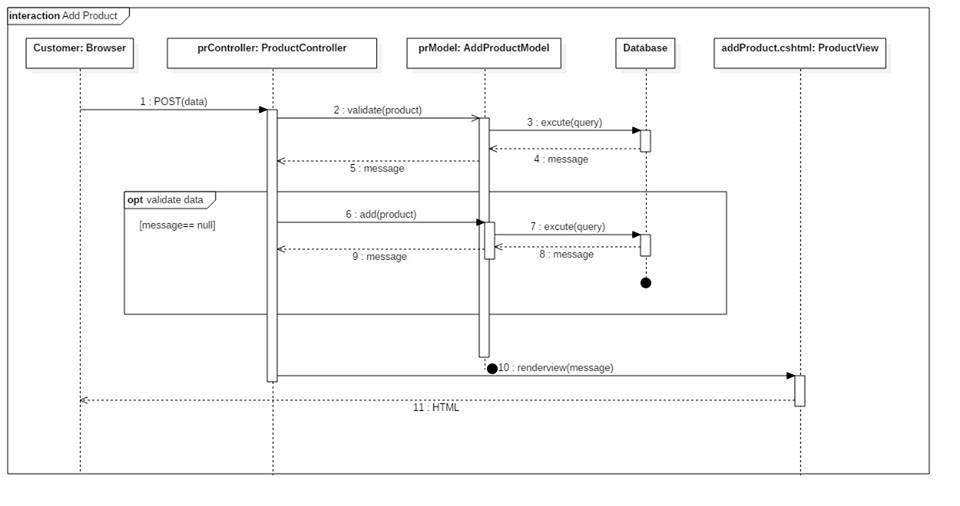 interaction Add Product
Customer: Browser
prController: ProductController
prModel: AddProductModel
Database
addProduct.cshtml: ProductView
1 : POST(data)
2 : validate(product)
3 : excute(query)
4 : message
5 : message
opt validate data
[message== null]
6 : add(product)
7 : excute(query)
8 : message
9 : message
10 : renderview(message)
11 : HTML